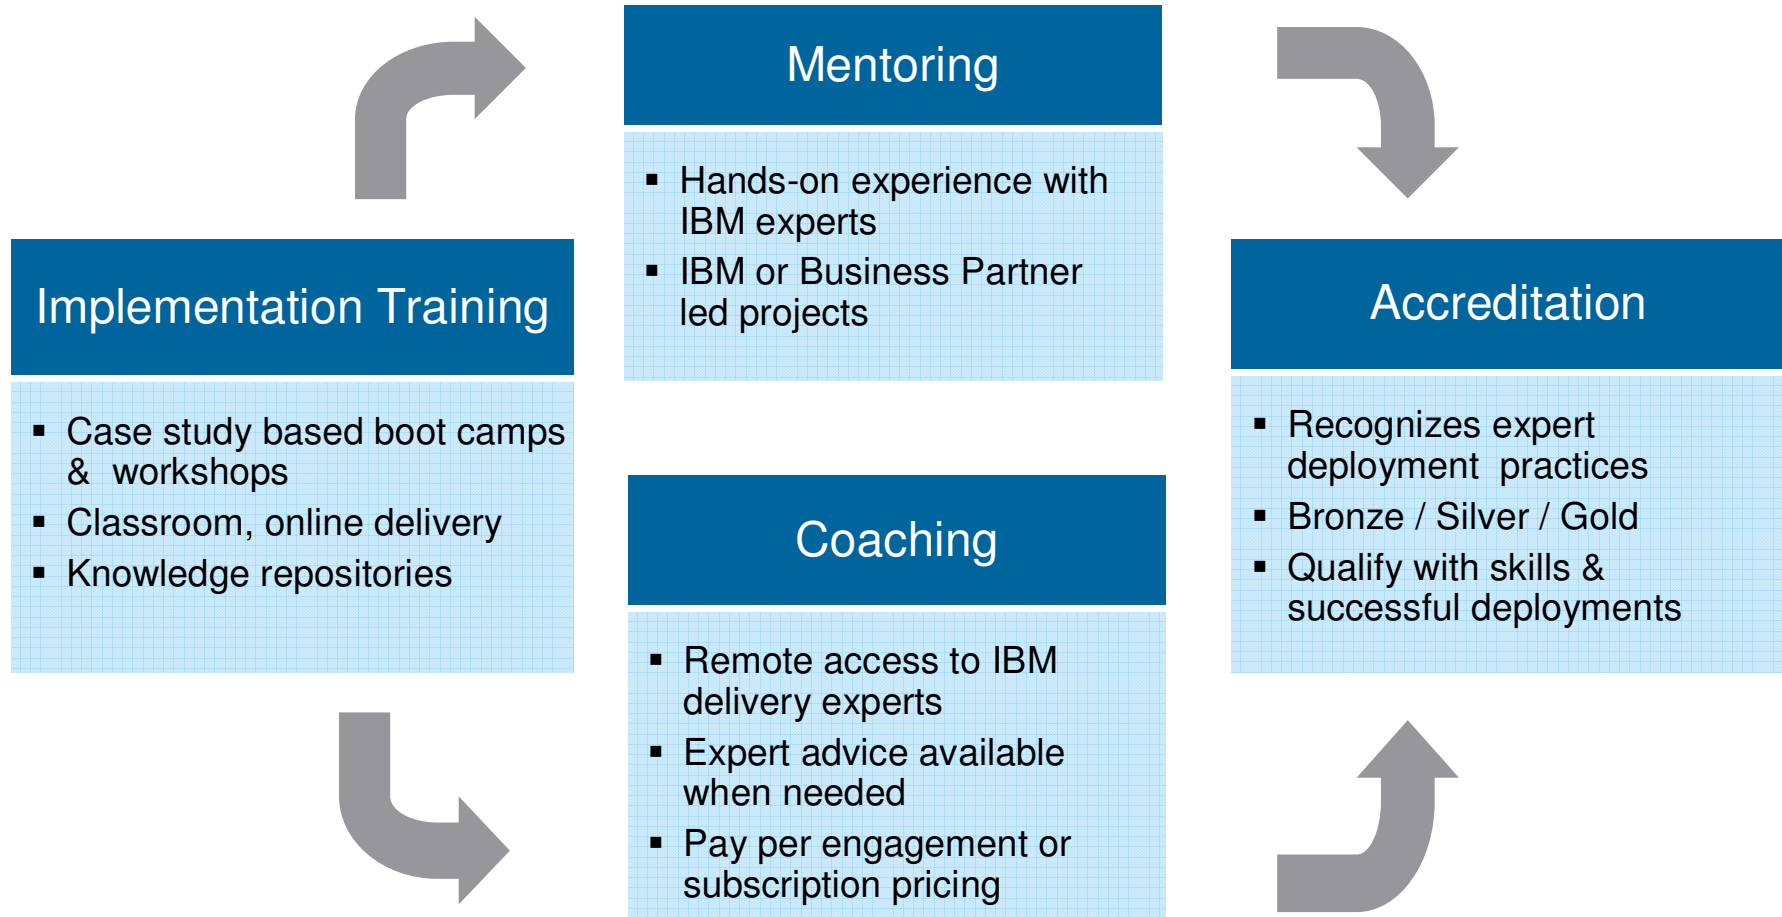 Implementation Training
▪ Case study based boot camps
& workshops
▪ Classroom, online delivery
▪ Knowledge repositories
Mentoring
▪ Hands-on experience with
IBM experts
▪ IBM or Business Partner
led projects
Coaching
▪ Remote access to IBM
delivery experts
▪ Expert advice available
when needed
▪ Pay per engagement or
subscription pricing
Accreditation
▪ Recognizes expert
deployment practices
▪ Bronze / Silver / Gold
▪ Qualify with skills &
successful deployments